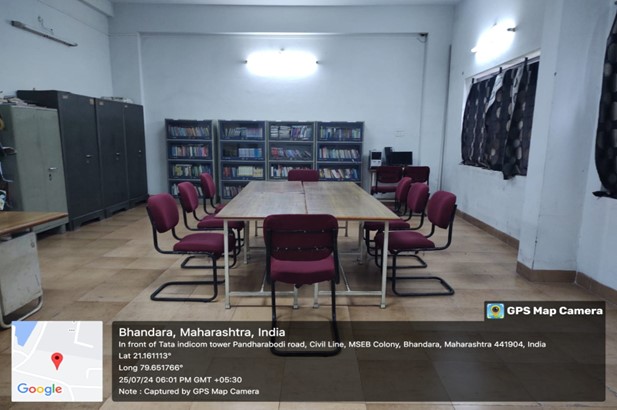 GPS Map Camera
Bhandara, Maharashtra, India
In front of Tata indicom tower Pandharabodi road, Civil Line, MSEB Colony, Bhandara, Maharashtra 441904, India
Lat 21.161113°
Long 79.651766°
25/07/24 06:01 PM GMT +05:30
Note : Captured by GPS Map Camera
Google